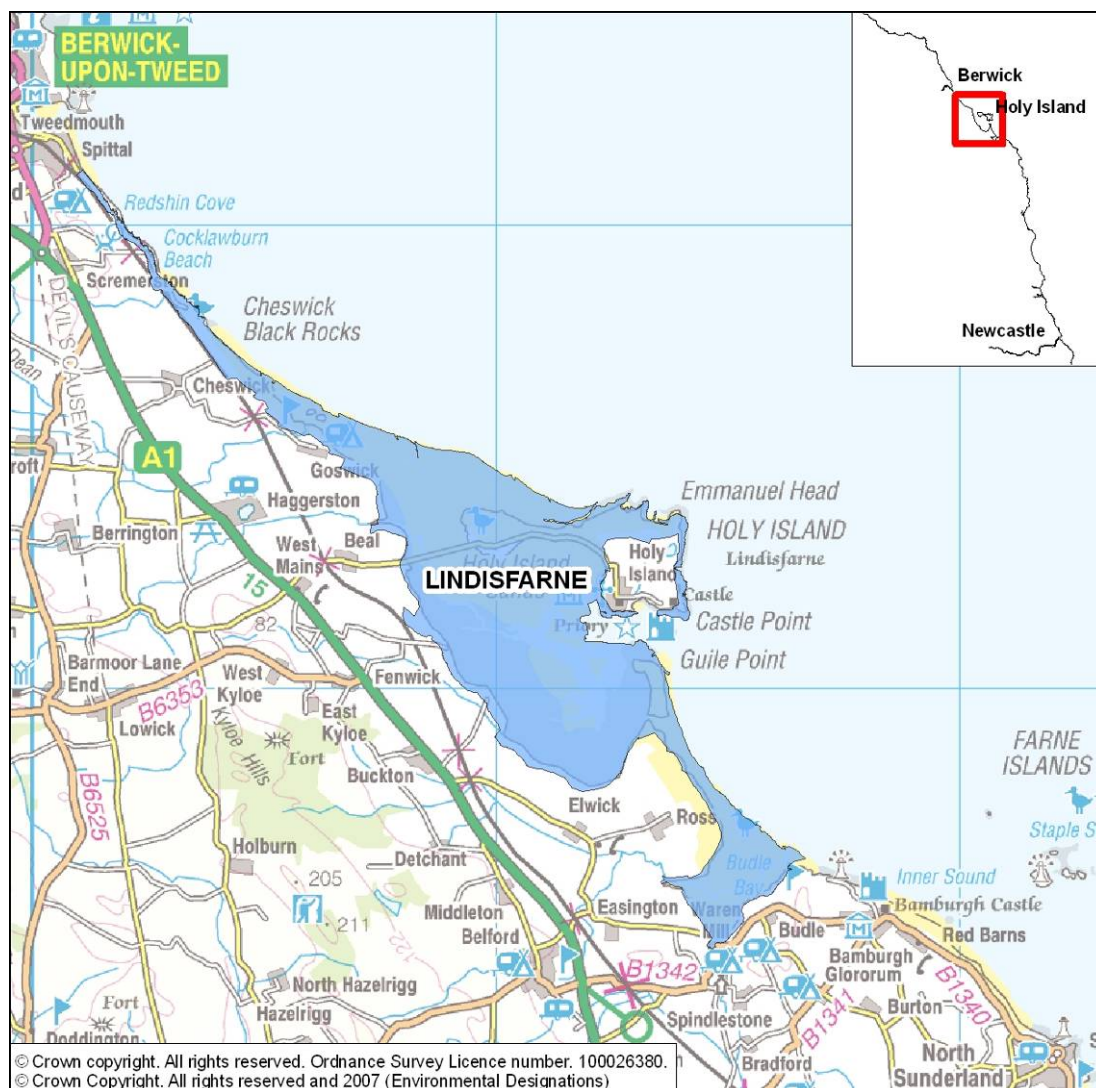 BERWICK-
UPON-TWEED
Tweedmouth
Spittal
Redshin Cove
Cocklawburn
Beach
Scremerston
Cheswick
Black Rocks
DEVIL'S CAUSEWAY
Cheswick
A1
Goswick
Haggerston
Berrington
West
Mains
Beal
15
82
Emmanuel Head
HOLY ISLAND
Lindisfarne
Holy
Island
Holy Island
Sands
LINDISFARNE
Castle
Priory
Castle Point
Guile Point
Barmoor Lane
End
B6353
Lowick
West
Kyloe
East
Kyloe
Fenwick
Kyloe Hills
Fort
Buckton
B6525
Holburn
Detchant
Elwick
Ross
205
211
122
Middleton
Belford
Easington
Budle
Bay
Waren
Mill
Budle
FARNE
ISLANDS
Staple S
Inner Sound
Bamburgh Castle
Red Barns
Bamburgh
Glororum
Burton
B1342
B1341
B1340
North Hazelrigg
Hazelrigg
Fort
Doddington
Spindlestone
Bradford
North
Sunderland
Berwick
Holy Island
Newcastle
© Crown copyright. All rights reserved. Ordnance Survey Licence number. 100026380.
© Crown Copyright. All rights reserved and 2007 (Environmental Designations)